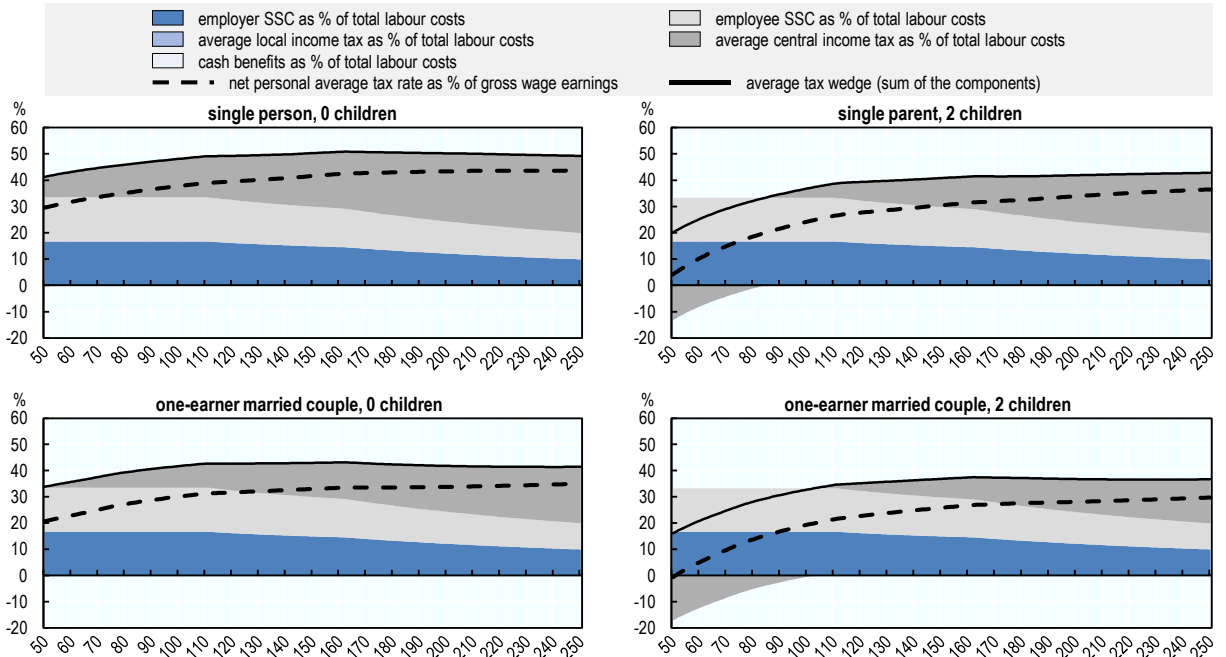 employer SSC as % of total labour costs
employee SSC as % of total labour costs
average local income tax as % of total labour costs
average central income tax as % of total labour costs
cash benefits as % of total labour costs
net personal average tax rate as % of gross wage earnings
average tax wedge (sum of the components)
%
single person, 0 children
60
50
40
30
20
10
0
-10
-20
50 60 70 80 90 100 110 120 130 140 150 160 170 180 190 200 210 220 230 240 250
%
single parent, 2 children
60
50
40
30
20
10
0
-10
-20
50 60 70 80 90 100 110 120 130 140 150 160 170 180 190 200 210 220 230 240 250
%
one-earner married couple, 0 children
60
50
40
30
20
10
0
-10
-20
50 60 70 80 90 100 110 120 130 140 150 160 170 180 190 200 210 220 230 240 250
%
one-earner married couple, 2 children
60
50
40
30
20
10
0
-10
-20
50 60 70 80 90 100 110 120 130 140 150 160 170 180 190 200 210 220 230 240 250